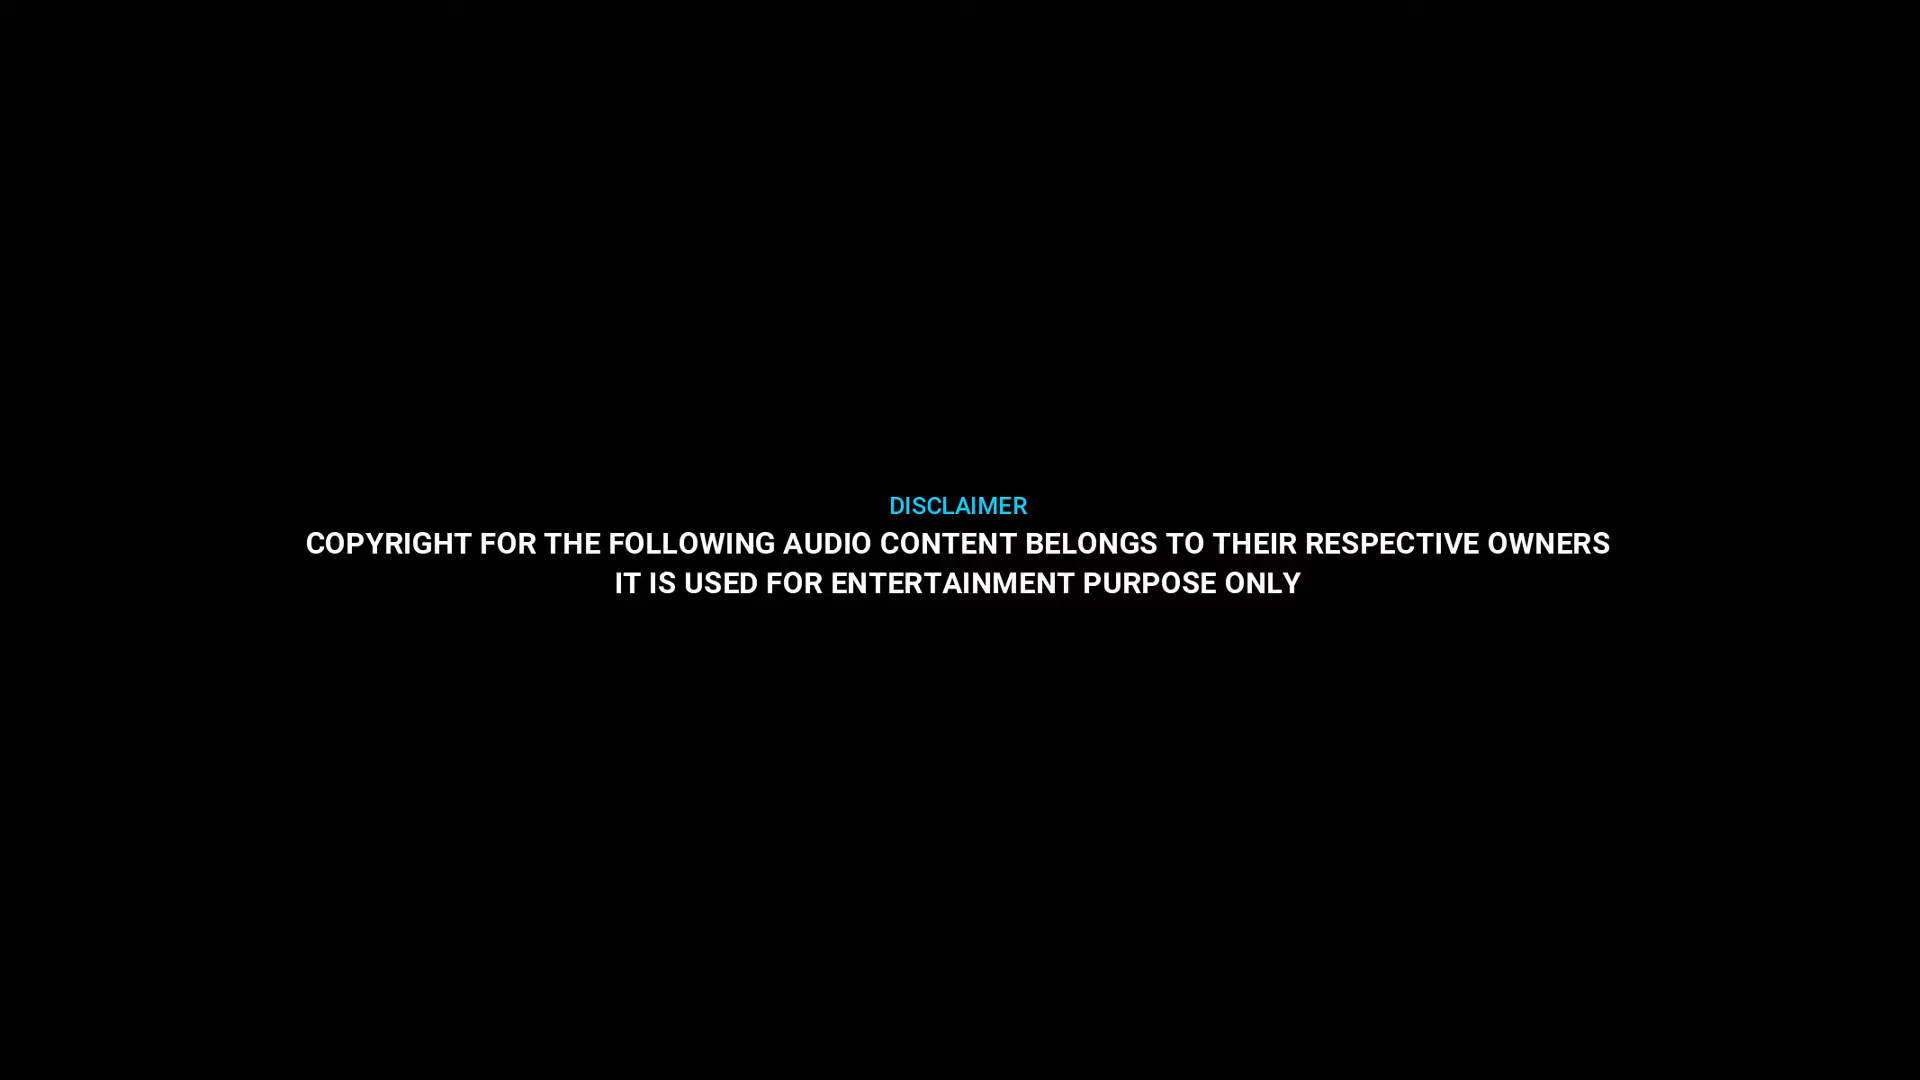 DISCLAIMER
COPYRIGHT FOR THE FOLLOWING AUDIO CONTENT BELONGS TO THEIR RESPECTIVE OWNERS
IT IS USED FOR ENTERTAINMENT PURPOSE ONLY